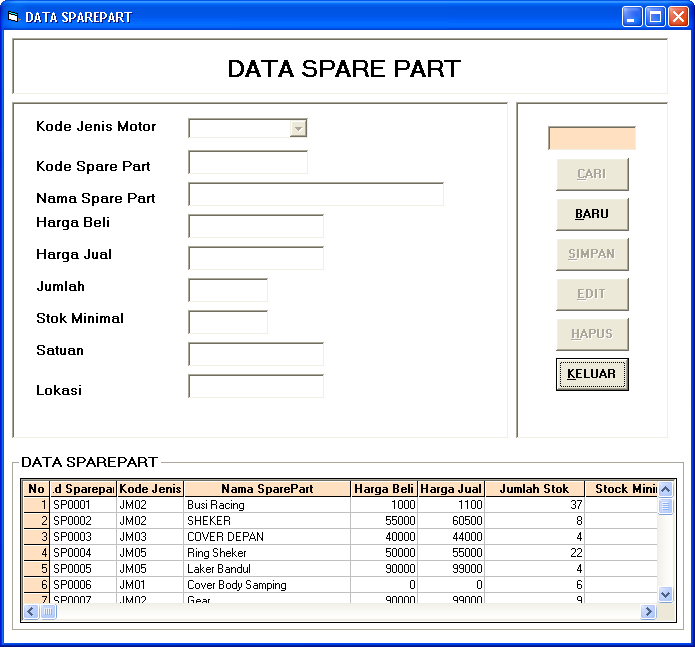 DATA SPAREPART
DATA SPARE PART
Kode Jenis Motor
Kode Spare Part
Nama Spare Part
Harga Beli
Harga Jual
Jumlah
Stok Minimal
Satuan
Lokasi
CARI
BARU
SIMPAN
EDIT
HAPUS
KELUAR
DATA SPAREPART
No .d Sparepar Kode Jenis Nama SparePart Harga Beli Harga Jual Jumlah Stok Stock Minin
1 SP0001 JM02 Busi Racing 1000 1100 37
2 SP0002 JM02 SHEKER 55000 60500 8
3 SP0003 JM03 COVER DEPAN 40000 44000 4
4 SP0004 JM05 Ring Sheker 50000 55000 22
5 SP0005 JM05 Laker Bandul 90000 99000 4
6 SP0006 JM01 Cover Body Samping 0 0 6
7 SP0007 JM02 Gear 90000 99000 9